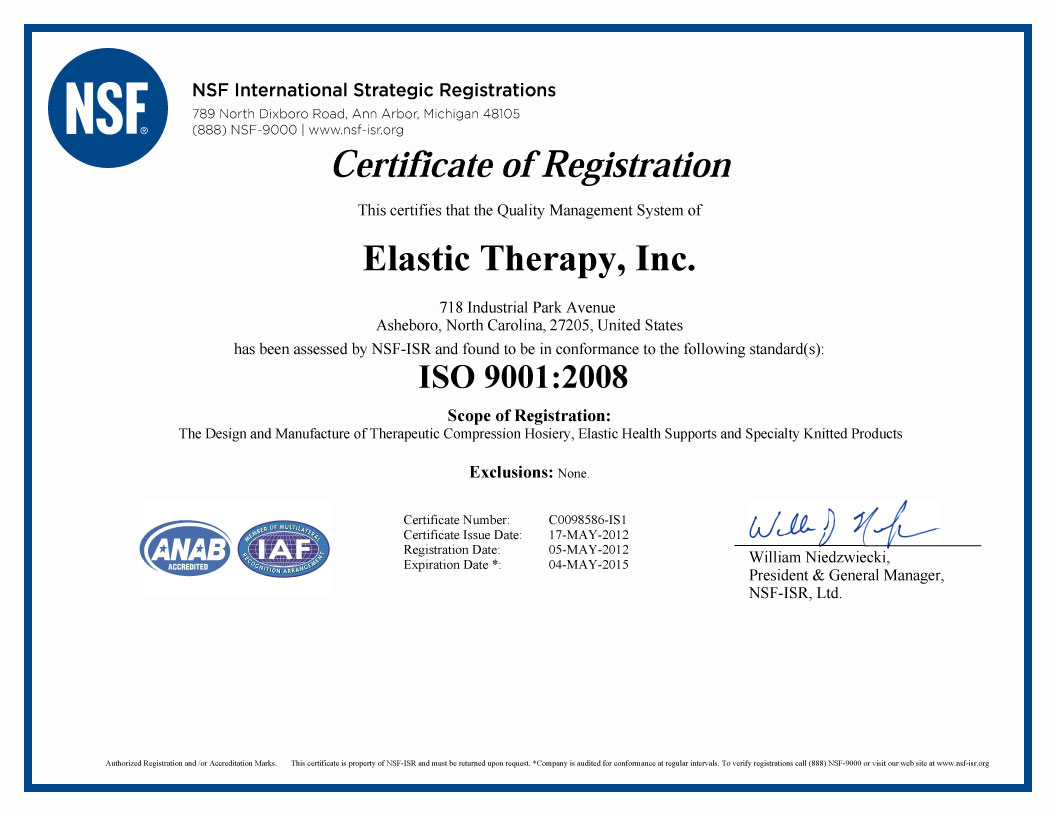 NSF®
NSF International Strategic Registrations
789 North Dixboro Road, Ann Arbor, Michigan 48105
(888) NSF-9000 | www.nsf-isr.org
Certificate of Registration
This certifies that the Quality Management System of
Elastic Therapy, Inc.
718 Industrial Park Avenue
Asheboro, North Carolina, 27205, United States
has been assessed by NSF-ISR and found to be in conformance to the following standard(s):
ISO 9001:2008
Scope of Registration:
The Design and Manufacture of Therapeutic Compression Hosiery, Elastic Health Supports and Specialty Knitted Products
Exclusions: None.
ANAB
ACCREDITED
MEMBER OF MULTILATERAL
IAF
RECOGNITION ARRANGEMENT
Certificate Number: C0098586-IS1
Certificate Issue Date: 17-MAY-2012
Registration Date: 05-MAY-2012
Expiration Date *: 04-MAY-2015
William Niedzwiecki,
President & General Manager,
NSF-ISR, Ltd.
Authorized Registration and /or Accreditation Marks. This certificate is property of NSF-ISR and must be returned upon request. *Company is audited for conformance at regular intervals. To verify registrations call (888) NSF-9000 or visit our web site at www.nsf-isr.org